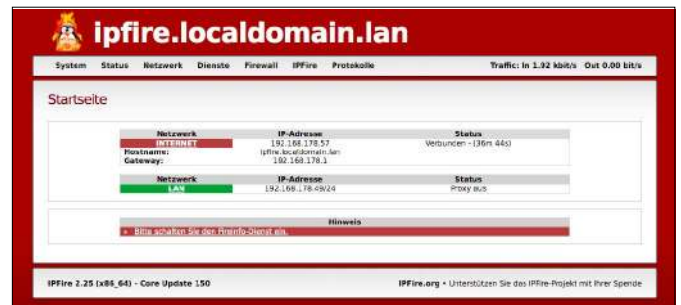 ipfire.localdomain.lan
System Status Netzwerk Dienste Firewall IPFire Protokolle Traffic: In 1.92 kbit/s Out 0.00 bit/s
Startseite
Netzwerk IP-Adresse Status
INTERNET 192.168.178.57 Verbunden - (36m 44s)
Hostname: ipfire.localdomain.lan
Gateway: 192.168.178.1
Netzwerk IP-Adresse Status
LAN 192.168.178.49/24 Proxy aus
Hinweis
• Bitte schalten Sie den Fireinfo-Dienst ein.
IPFire 2.25 (x86_64) - Core Update 150 IPFire.org • Unterstützen Sie das IPFire-Projekt mit Ihrer Spende